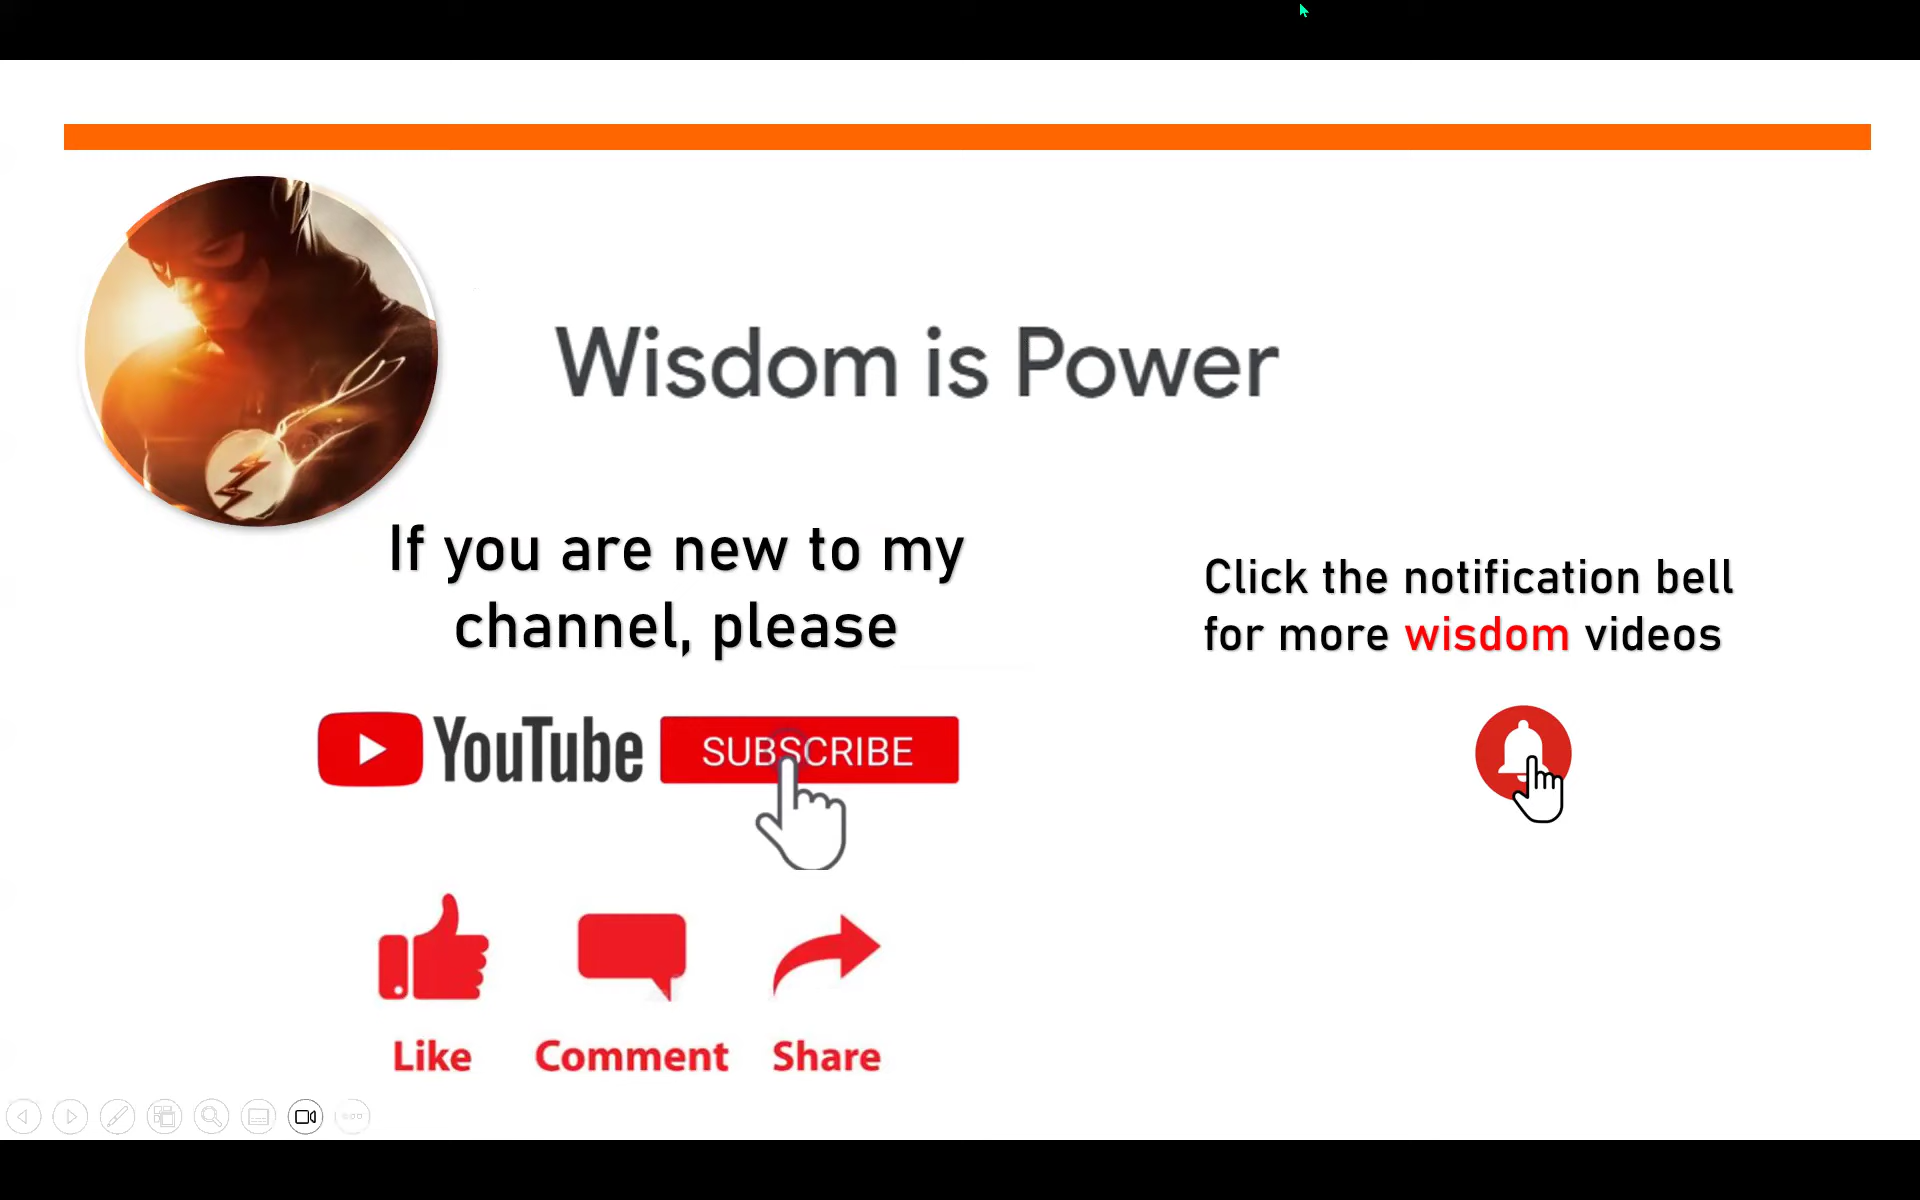 Wisdom is Power
If you are new to my
channel, please
Click the notification bell
for more wisdom videos
YouTube SUBSCRIBE
Like Comment Share